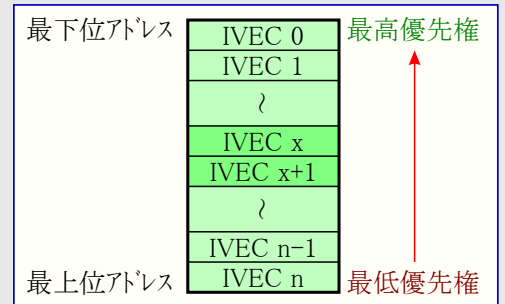 最下位アドレス IVEC 0 最高優先権
IVEC 1
～
IVEC x
IVEC x+1
～
IVEC n-1
最上位アドレス IVEC n 最低優先権